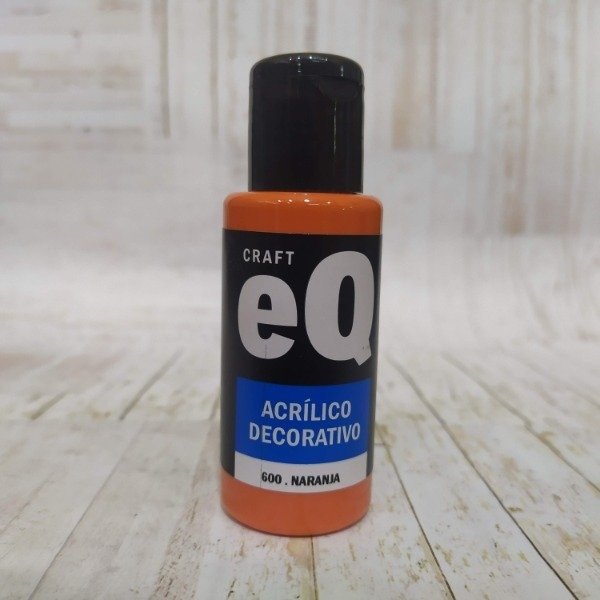 CRAFT
eQ
ACRÍLICO
DECORATIVO
600 . NARANJA